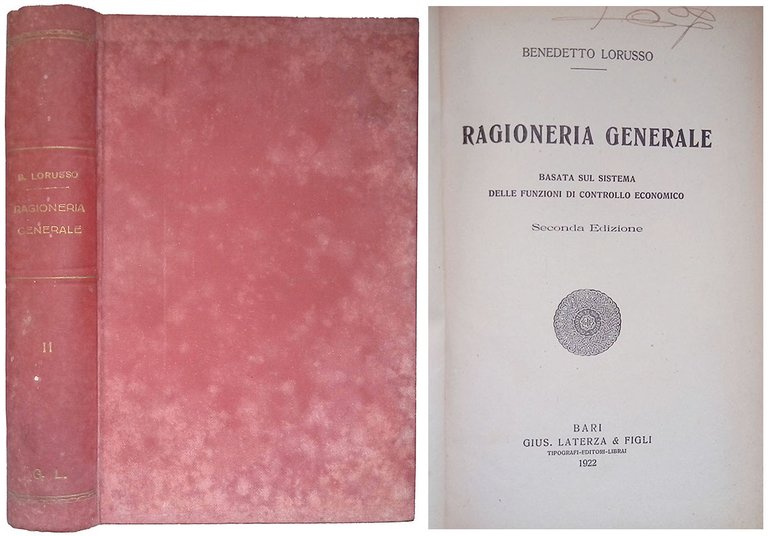 B. LORUSSO
RAGIONERIA
GENERALE
II
G. L.
BENEDETTO LORUSSO
RAGIONERIA GENERALE
BASATA SUL SISTEMA
DELLE FUNZIONI DI CONTROLLO ECONOMICO
Seconda Edizione
BARI
GIUS. LATERZA & FIGLI
TIPOGRAFI-EDITORI-LIBRAI
1922